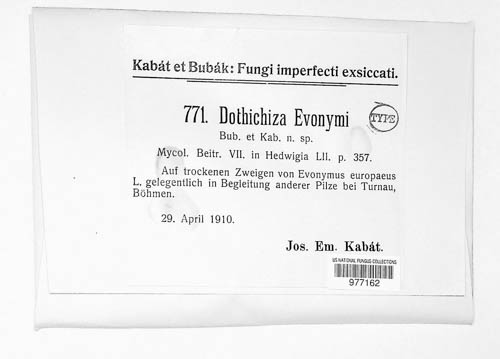 Kabát et Bubák: Fungi imperfecti exsiccati.
771. Dothichiza Evonymi
TYPE
Bub. et Kab. n. sp.
Mycol. Beitr. VII. in Hedwigia LII. p. 357.
Auf trockenen Zweigen von Evonymus europaeus
L. gelegentlich in Begleitung anderer Pilze bei Turnau,
Böhmen.
29. April 1910.
Jos. Em. Kabát.
US NATIONAL FUNGUS COLLECTIONS
977162